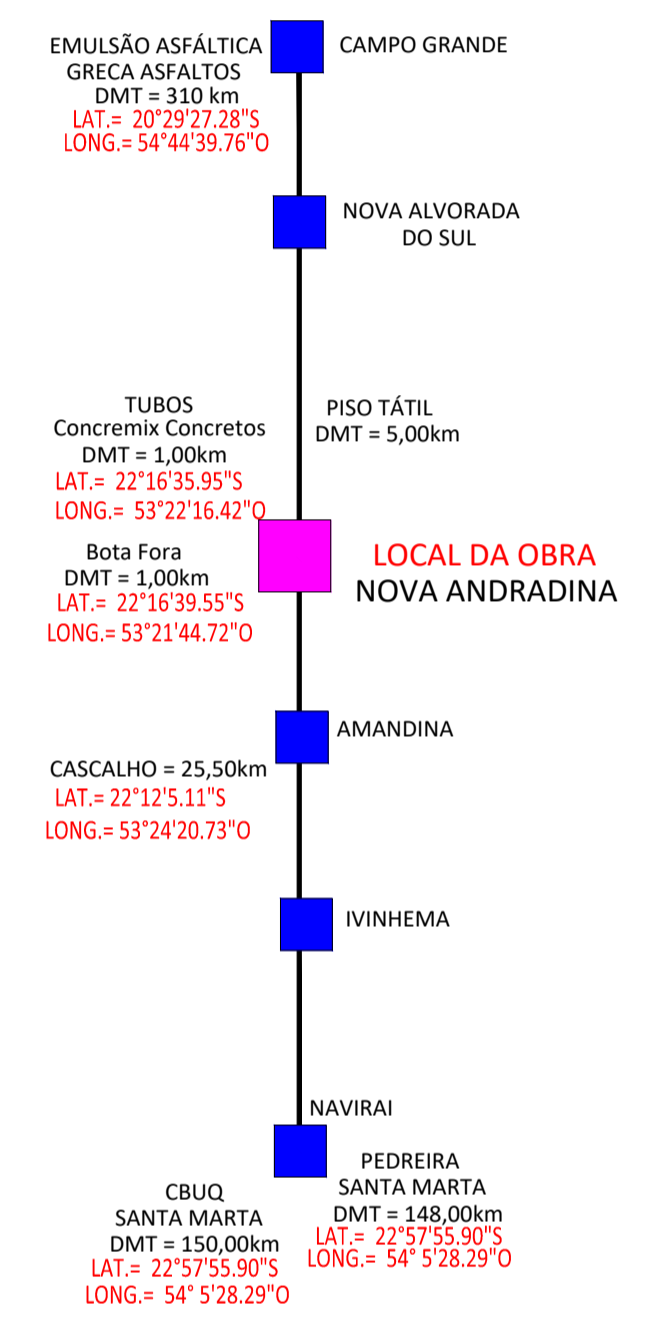 EMULSÃO ASFÁLTICA
GRECA ASFALTOS
DMT = 310 km
LAT.= 20°29'27.28"S
LONG.= 54°44'39.76"O
CAMPO GRANDE
NOVA ALVORADA
DO SUL
TUBOS
Concremix Concretos
DMT = 1,00km
LAT.= 22°16'35.95"S
LONG.= 53°22'16.42"O
PISO TÁTIL
DMT = 5,00km
Bota Fora
DMT = 1,00km
LAT.= 22°16'39.55"S
LONG.= 53°21'44.72"O
LOCAL DA OBRA
NOVA ANDRADINA
AMANDINA
CASCALHO = 25,50km
LAT.= 22°12'5.11"S
LONG.= 53°24'20.73"O
IVINHEMA
NAVIRAI
PEDREIRA
SANTA MARTA
DMT = 148,00km
LAT.= 22°57'55.90"S
LONG.= 54° 5'28.29"O
CBUQ
SANTA MARTA
DMT = 150,00km
LAT.= 22°57'55.90"S
LONG.= 54° 5'28.29"O